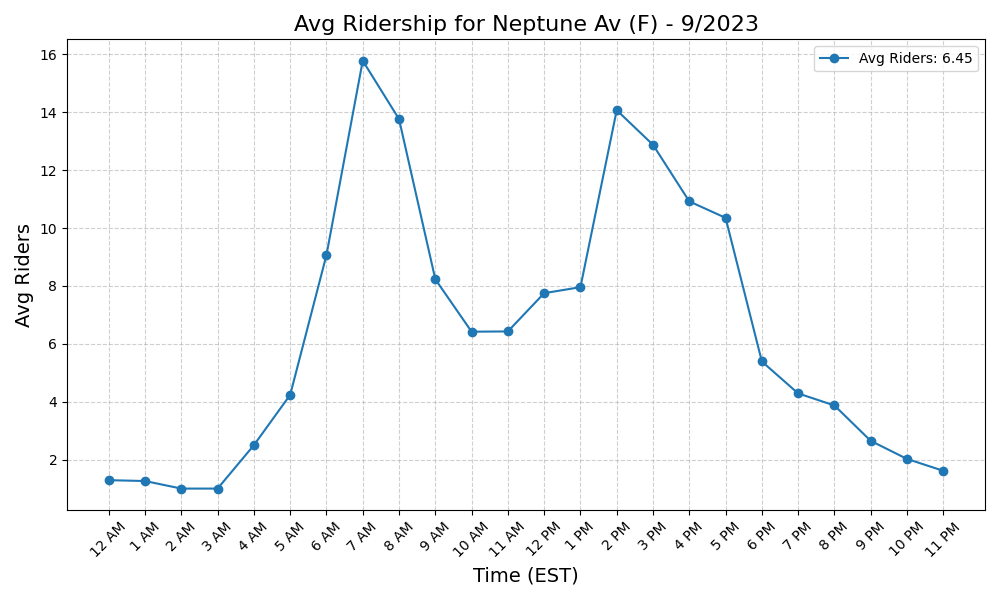 Avg Ridership for Neptune Av (F) - 9/2023
Avg Riders: 6.45
Avg Riders
16
14
12
10
8
6
4
2
12 AM
1 AM
2 AM
3 AM
4 AM
5 AM
6 AM
7 AM
8 AM
9 AM
10 AM
11 AM
12 PM
1 PM
2 PM
3 PM
4 PM
5 PM
6 PM
7 PM
8 PM
9 PM
10 PM
11 PM
Time (EST)